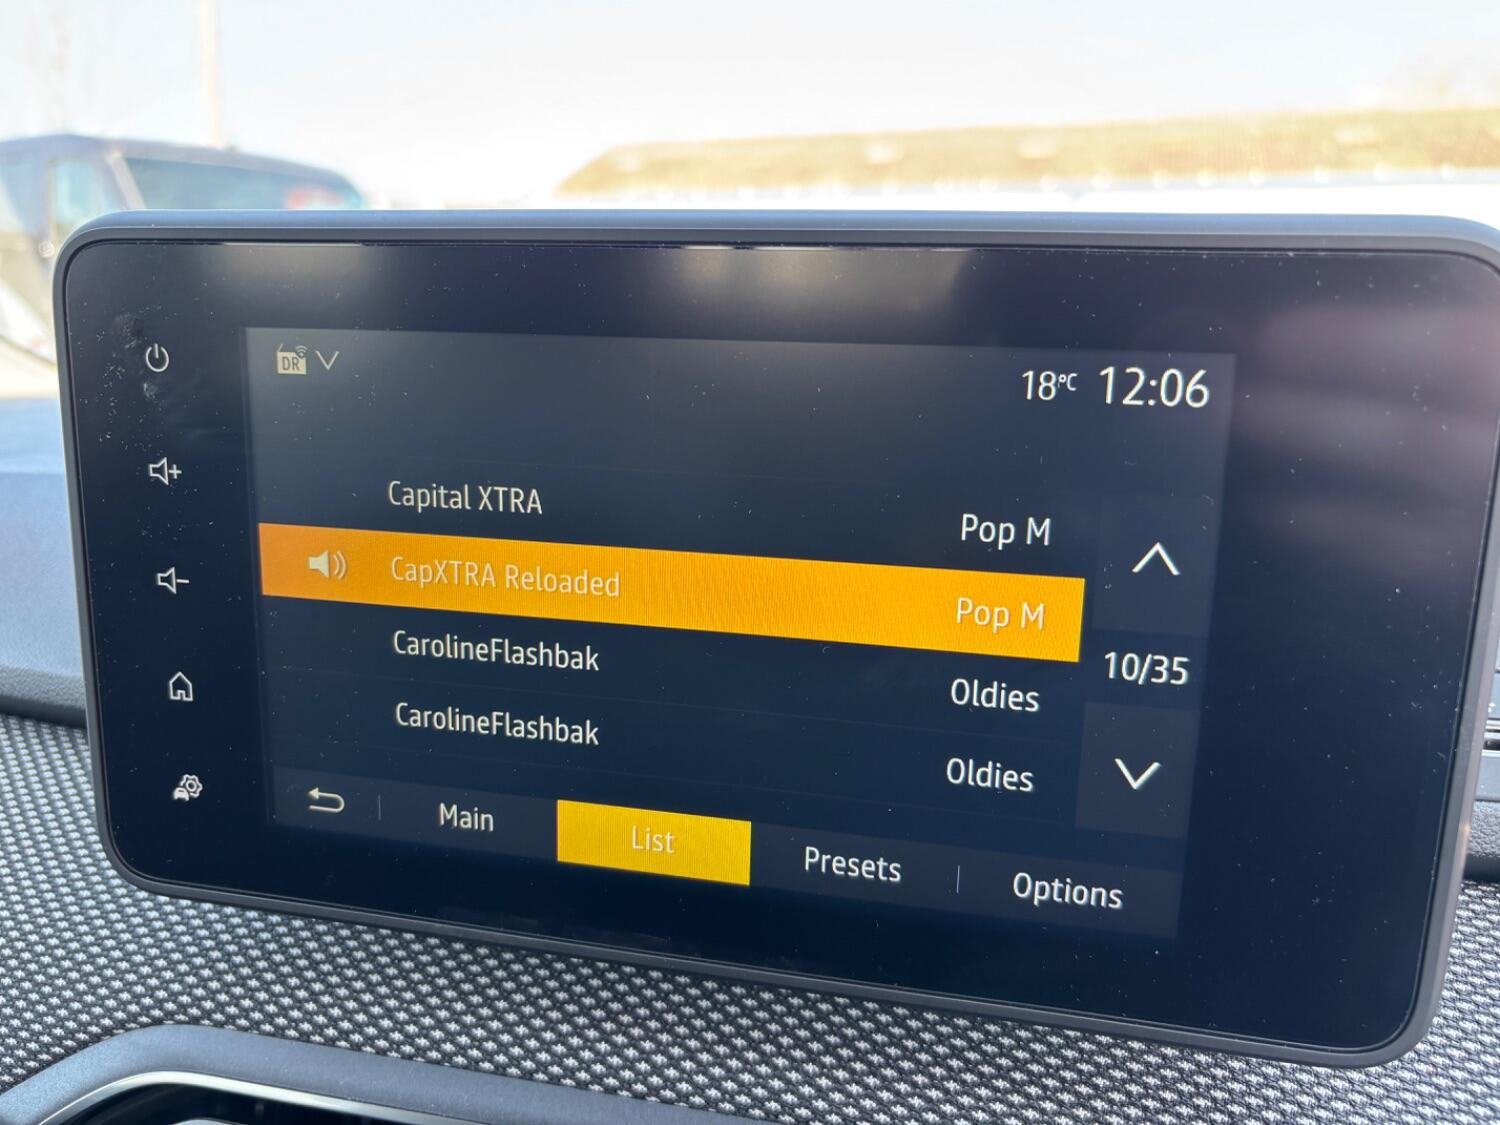 DR
18°C 12:06
Capital XTRA Pop M
CapXTRA Reloaded Pop M
CarolineFlashbak Oldies
CarolineFlashbak Oldies
10/35
Main List Presets Options